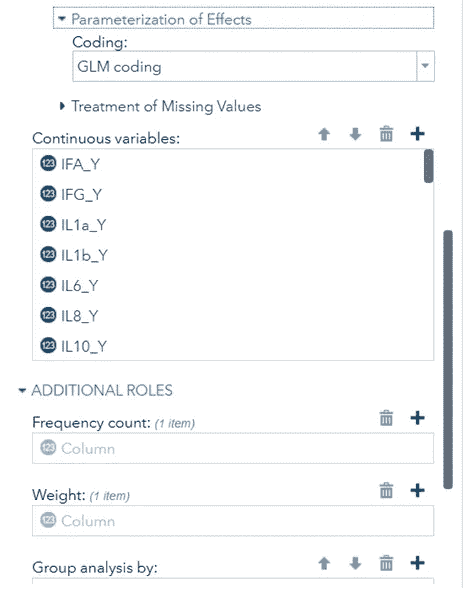 Parameterization of Effects
Coding:
GLM coding
Treatment of Missing Values
Continuous variables:
123 IFA_Y
123 IFG_Y
123 IL1a_Y
123 IL1b_Y
123 IL6_Y
123 IL8_Y
123 IL10_Y
ADDITIONAL ROLES
Frequency count: (1 item)
123 Column
Weight: (1 item)
123 Column
Group analysis by: